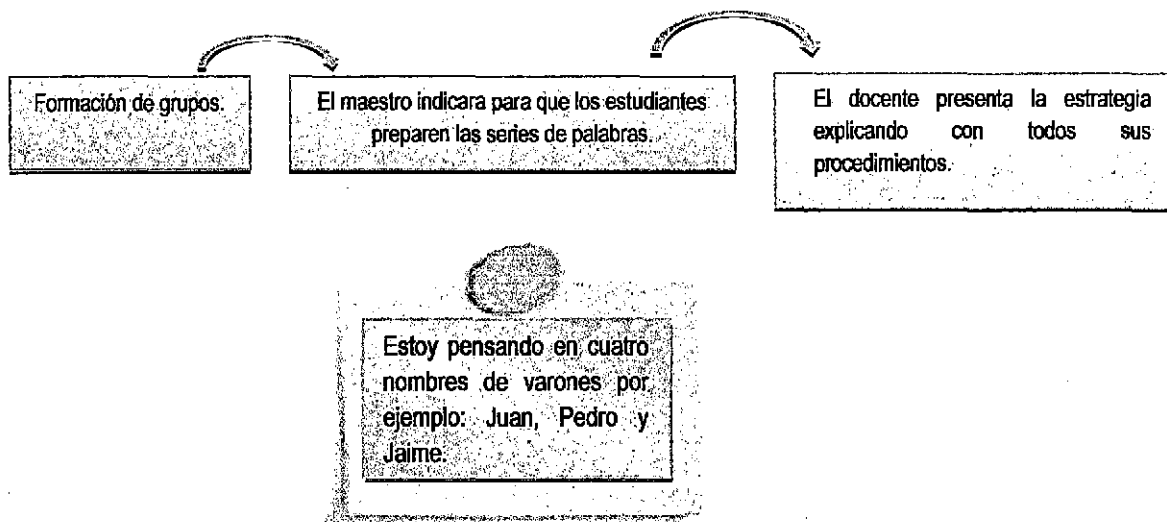 Formación de grupos.
El maestro indicara para que los estudiantes
preparen las series de palabras.
El docente presenta la estrategia
explicando con todos sus
procedimientos.
Estoy pensando en cuatro
nombres de varones por
ejemplo: Juan, Pedro y
Jaime.